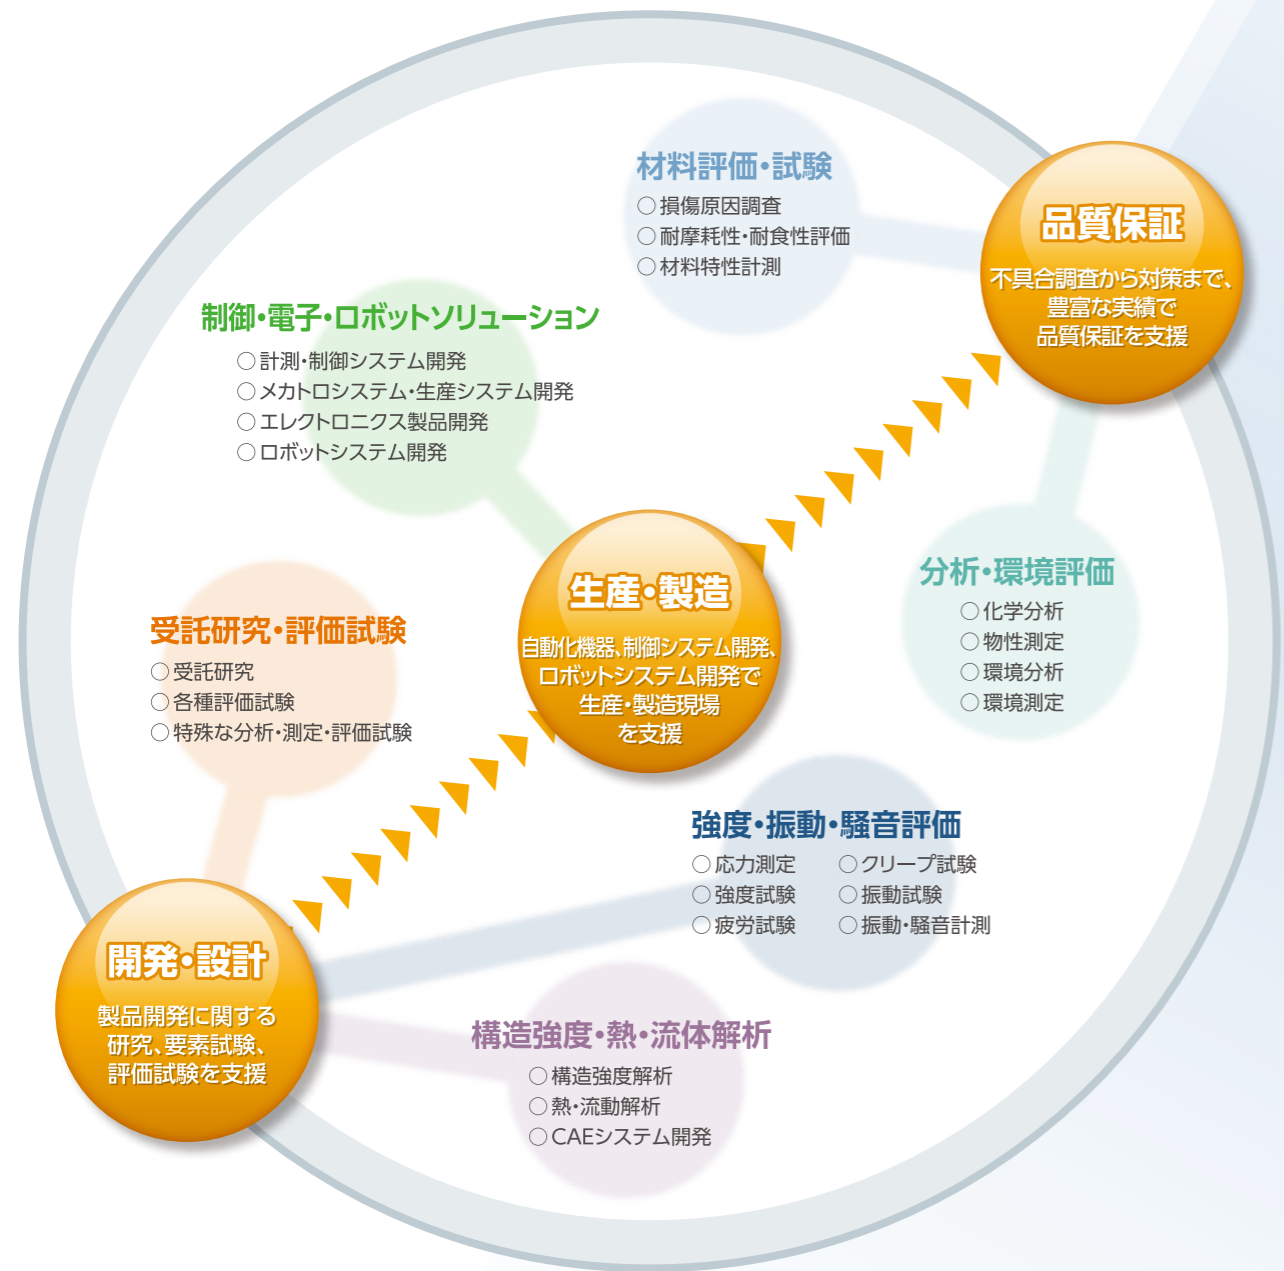 材料評価・試験
○損傷原因調査
○耐摩耗性・耐食性評価
○材料特性計測
品質保証
不具合調査から対策まで、
豊富な実績で
品質保証を支援
制御・電子・ロボットソリューション
○計測・制御システム開発
○メカトロシステム・生産システム開発
○エレクトロニクス製品開発
○ロボットシステム開発
生産・製造
自動化機器、制御システム開発、
ロボットシステム開発で
生産・製造現場
を支援
分析・環境評価
○化学分析
○物性測定
○環境分析
○環境測定
受託研究・評価試験
○受託研究
○各種評価試験
○特殊な分析・測定・評価試験
強度・振動・騒音評価
○応力測定 ○クリープ試験
○強度試験 ○振動試験
○疲労試験 ○振動・騒音計測
開発・設計
製品開発に関する
研究、要素試験、
評価試験を支援
構造強度・熱・流体解析
○構造強度解析
○熱・流動解析
○CAEシステム開発